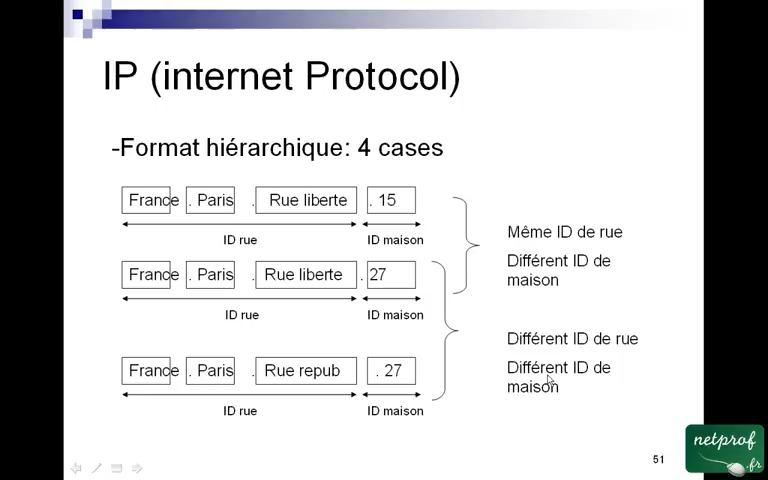 IP (internet Protocol)
-Format hiérarchique: 4 cases
France . Paris . Rue liberte . 15
ID rue ID maison
Même ID de rue
Différent ID de
maison
France . Paris . Rue liberte . 27
ID rue ID maison
Différent ID de rue
Différent ID de
maison
France . Paris . Rue repub . 27
ID rue ID maison
51
netprof
.fr